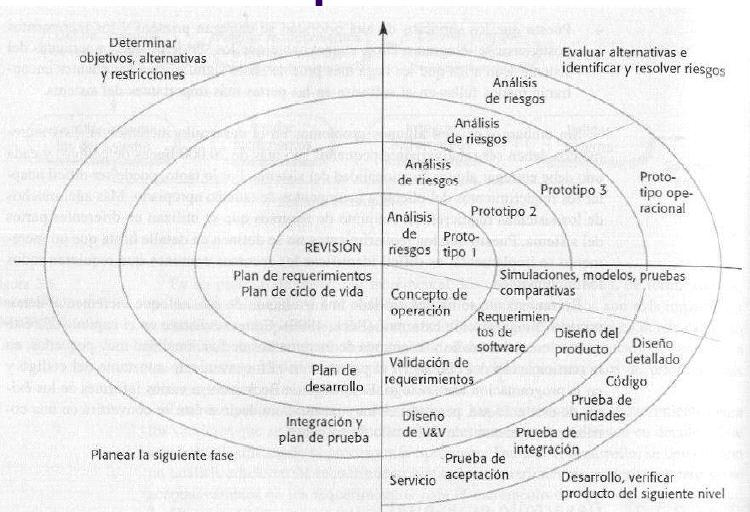 Determinar
objetivos, alternativas
y restricciones
Evaluar alternativas e
identificar y resolver riesgos
Análisis
de riesgos
Análisis
de riesgos
Análisis
de riesgos
Análisis
de
riesgos
Proto-
tipo 1
Prototipo 2
Prototipo 3
Proto-
tipo ope-
racional
REVISIÓN
Plan de requerimientos
Plan de ciclo de vida
Simulaciones, modelos, pruebas
comparativas
Concepto de
operación
Requerimien-
tos de
software
Diseño del
producto
Diseño
detallado
Plan de
desarrollo
Validación de
requerimientos
Código
Prueba de
unidades
Integración y
plan de prueba
Diseño
de V&V
Prueba de
integración
Planear la siguiente fase
Prueba de
aceptación
Servicio
Desarrollo, verificar
producto del siguiente nivel